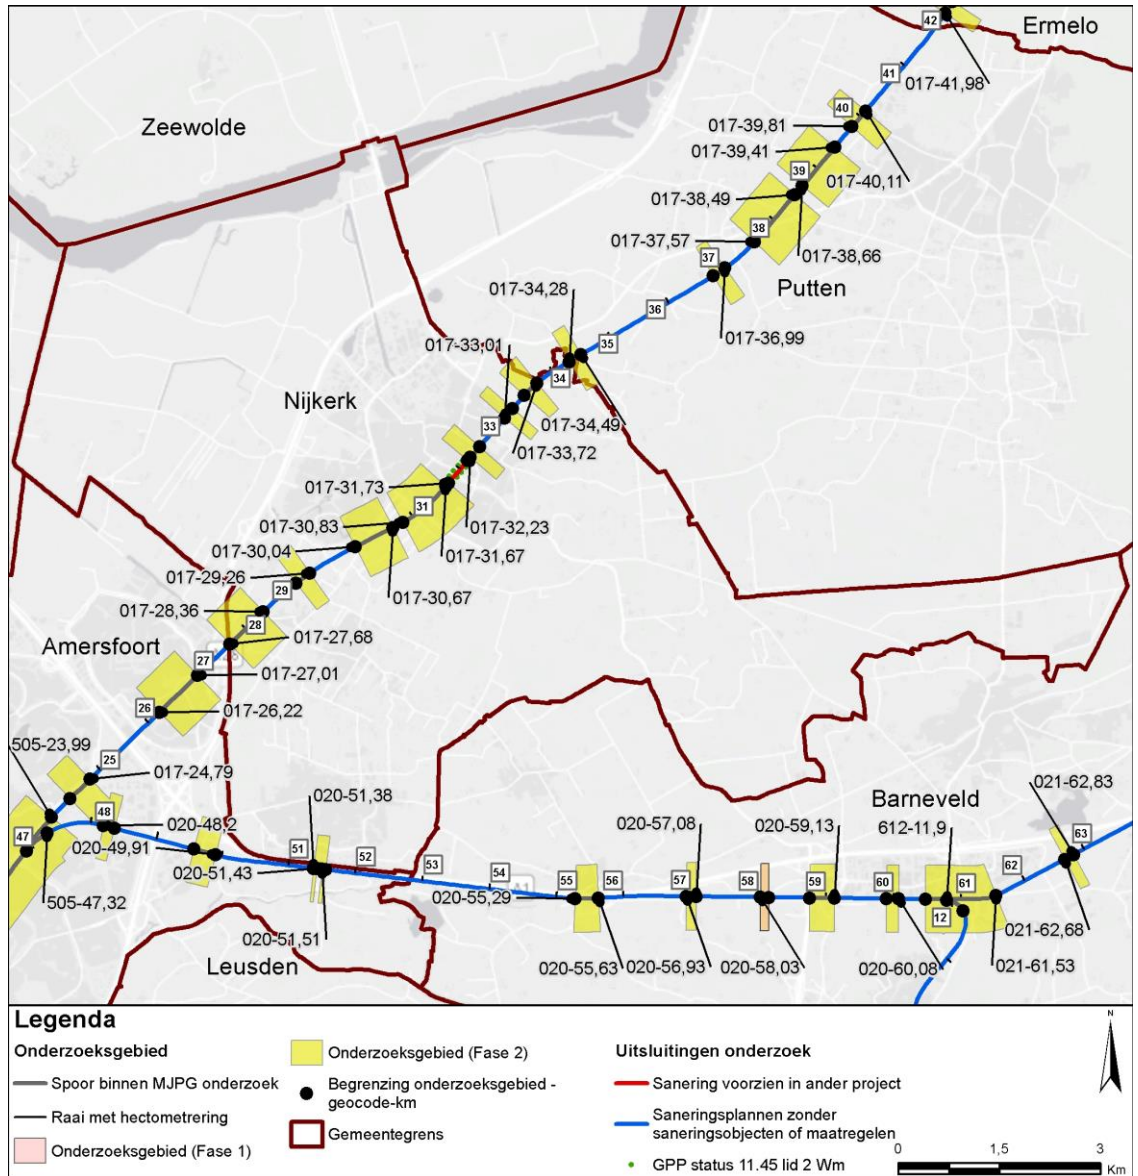 Ermelo
42
41
017-41,98
Zeewolde
40
017-39,81
017-39,41
017-40,11
39
017-38,49
38
017-37,57
017-38,66
37
Putten
017-34,28
36
017-36,99
017-33,01
35
34
Nijkerk
33
017-34,49
017-33,72
017-31,73
31
017-30,83
017-32,23
017-30,04
017-31,67
017-29,26
29
017-30,67
017-28,36
28
Amersfoort
017-27,68
27
017-27,01
26
017-26,22
505-23,99
25
017-24,79
020-51,38
021-62,83
48
020-48,2
Barneveld
47
020-57,08
020-59,13
612-11,9
63
020-49,91
51
52
53
62
020-51,43
54
A1
020-55,29
55
56
57
58
59
60
61
12
505-47,32
020-51,51
021-62,68
Leusden
020-55,63
020-56,93
020-58,03
020-60,08
021-61,53
Legenda
Onderzoeksgebied
Spoor binnen MJPG onderzoek
Raai met hectometrering
Onderzoeksgebied (Fase 1)
Onderzoeksgebied (Fase 2)
Begrenzing onderzoeksgebied -
geocode-km
Gemeentegrens
Uitsluitingen onderzoek
Sanering voorzien in ander project
Saneringsplannen zonder
saneringsobjecten of maatregelen
GPP status 11.45 lid 2 Wm
N
0 1,5 3
Km